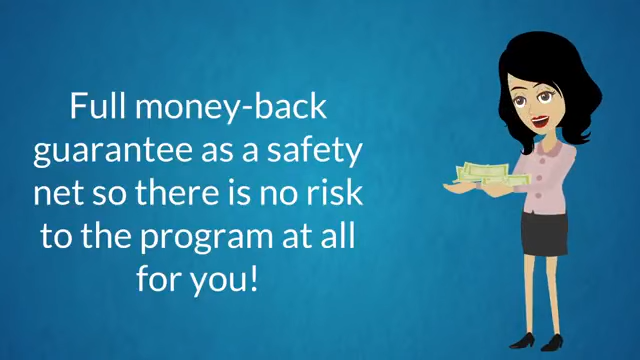 Full money-back
guarantee as a safety
net so there is no risk
to the program at all
for you!